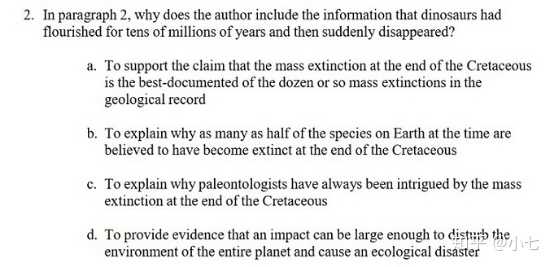 2. In paragraph 2, why does the author include the information that dinosaurs had
flourished for tens of millions of years and then suddenly disappeared?
a. To support the claim that the mass extinction at the end of the Cretaceous
is the best-documented of the dozen or so mass extinctions in the
geological record
b. To explain why as many as half of the species on Earth at the time are
believed to have become extinct at the end of the Cretaceous
c. To explain why paleontologists have always been intrigued by the mass
extinction at the end of the Cretaceous
d. To provide evidence that an impact can be large enough to disturb the
environment of the entire planet and cause an ecological disaster
知乎 @小七